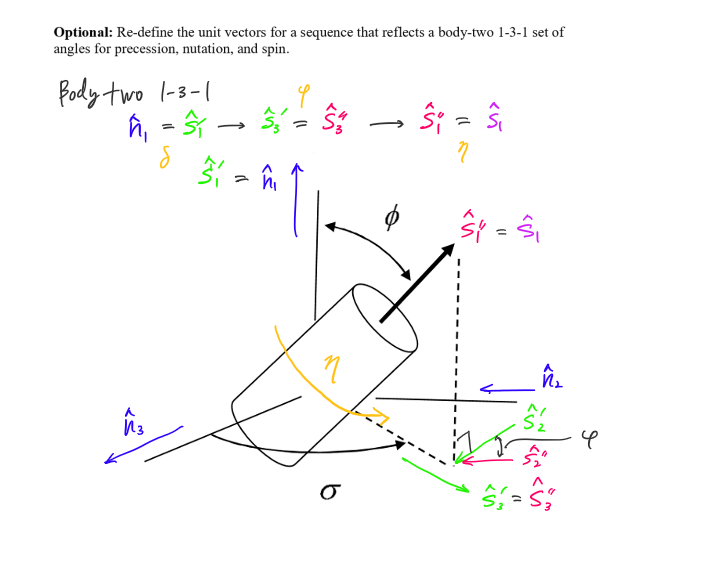 Optional: Re-define the unit vectors for a sequence that reflects a body-two 1-3-1 set of
angles for precession, nutation, and spin.
Body two 1-3-1
φ
n̂₁ = ŝ₁′ → ŝ₃′ = ŝ₃″ → ŝ₁″ = ŝ₁
δ η
ŝ₁′ = n̂₁
ϕ
ŝ₁″ = ŝ₁
η
n̂₂
n̂₃
ŝ₂′
φ
ŝ₂″
σ
ŝ₃′ = ŝ₃″